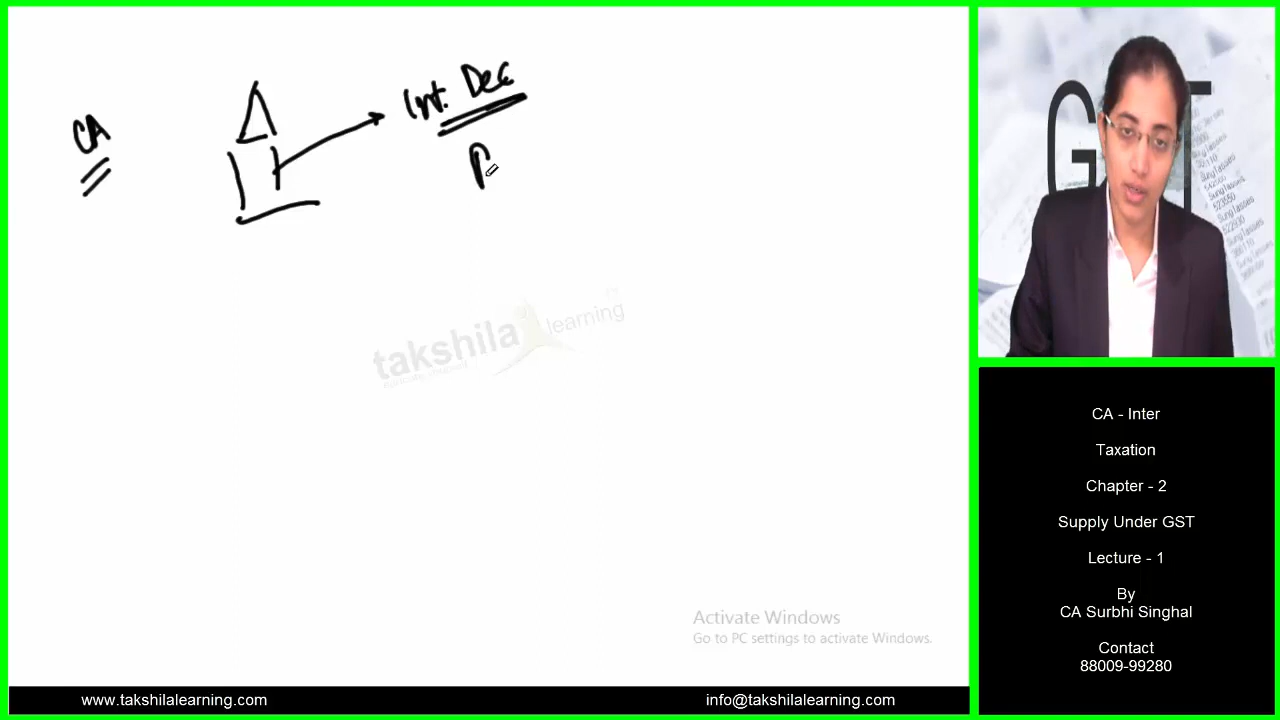 CA
Int. Dec
P
takshila learning
Activate Windows
Go to PC settings to activate Windows.
www.takshilalearning.com
info@takshilalearning.com
GST
CA - Inter
Taxation
Chapter - 2
Supply Under GST
Lecture - 1
By
CA Surbhi Singhal
Contact
88009-99280